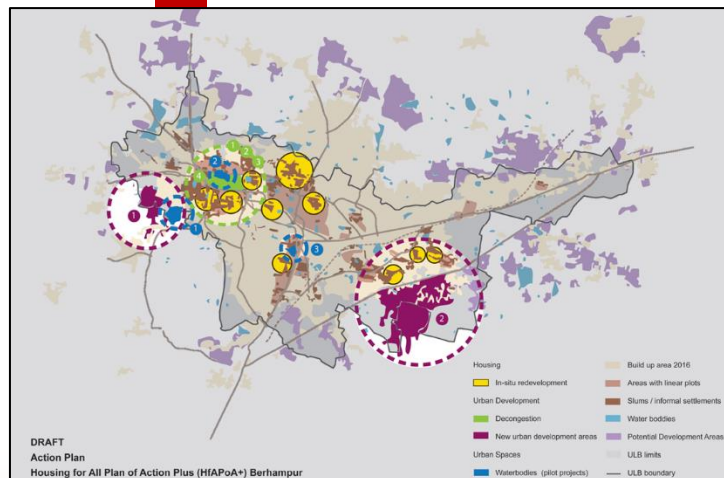 1
2
3
2
4
1
1
3
2
Housing
In-situ redevelopment
Urban Development
Decongestion
New urban development areas
Urban Spaces
Waterbodies (pilot projects)
Build up area 2016
Areas with linear plots
Slums / informal settlements
Water boddies
Potential Development Areas
ULB limits
ULB boundary
DRAFT
Action Plan
Housing for All Plan of Action Plus (HfAPoA+) Berhampur